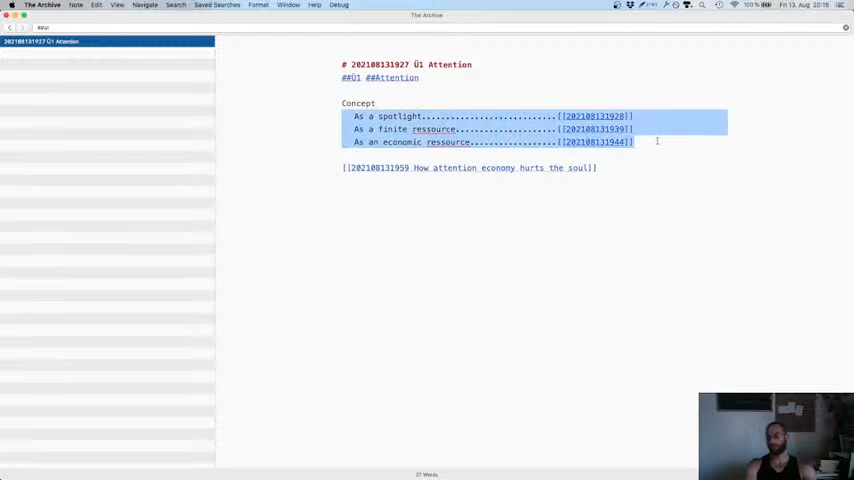 The Archive Note Edit View Navigate Search Saved Searches Format Window Help Debug 100 % Fri 13. Aug 20:15
The Archive
202108131927 Ü1 Attention
# 202108131927 Ü1 Attention
##Ü1 ##Attention
Concept
As a spotlight...........................[[202108131928]]
As a finite ressource....................[[202108131939]]
As an economic ressource.................[[202108131944]]
[[202108131959 How attention economy hurts the soul]]
27 Words